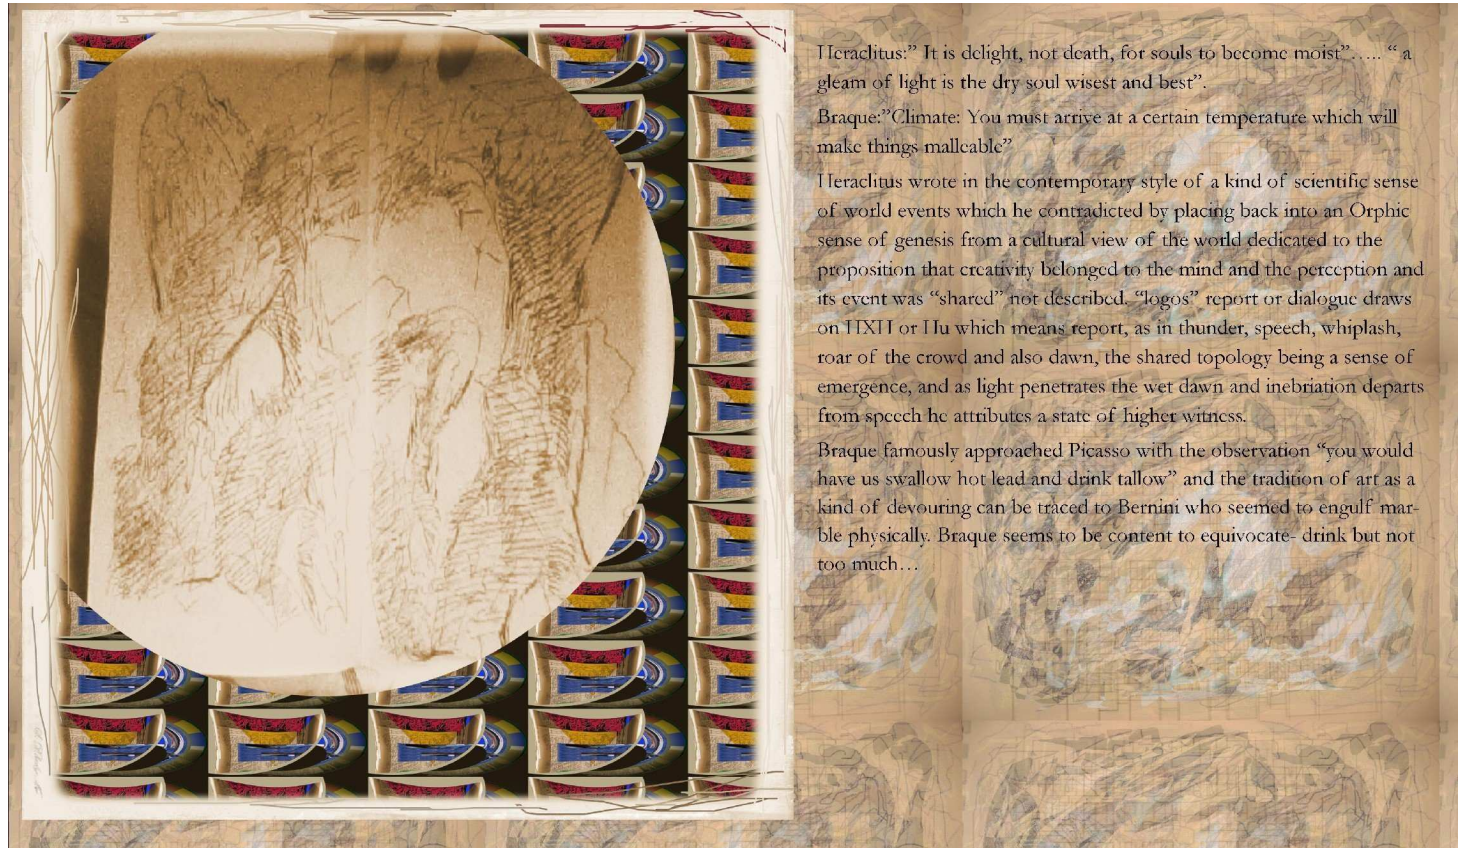 Heraclitus:” It is delight, not death, for souls to become moist”….. “ a
gleam of light is the dry soul wisest and best”.
Braque:”Climate: You must arrive at a certain temperature which will
make things malleable”
Heraclitus wrote in the contemporary style of a kind of scientific sense
of world events which he contradicted by placing back into an Orphic
sense of genesis from a cultural view of the world dedicated to the
proposition that creativity belonged to the mind and the perception and
its event was “shared” not described. “logos” report or dialogue draws
on HXH or Hu which means report, as in thunder, speech, whiplash,
roar of the crowd and also dawn, the shared topology being a sense of
emergence, and as light penetrates the wet dawn and inebriation departs
from speech he attributes a state of higher witness.
Braque famously approached Picasso with the observation “you would
have us swallow hot lead and drink tallow” and the tradition of art as a
kind of devouring can be traced to Bernini who seemed to engulf mar-
ble physically. Braque seems to be content to equivocate- drink but not
too much…